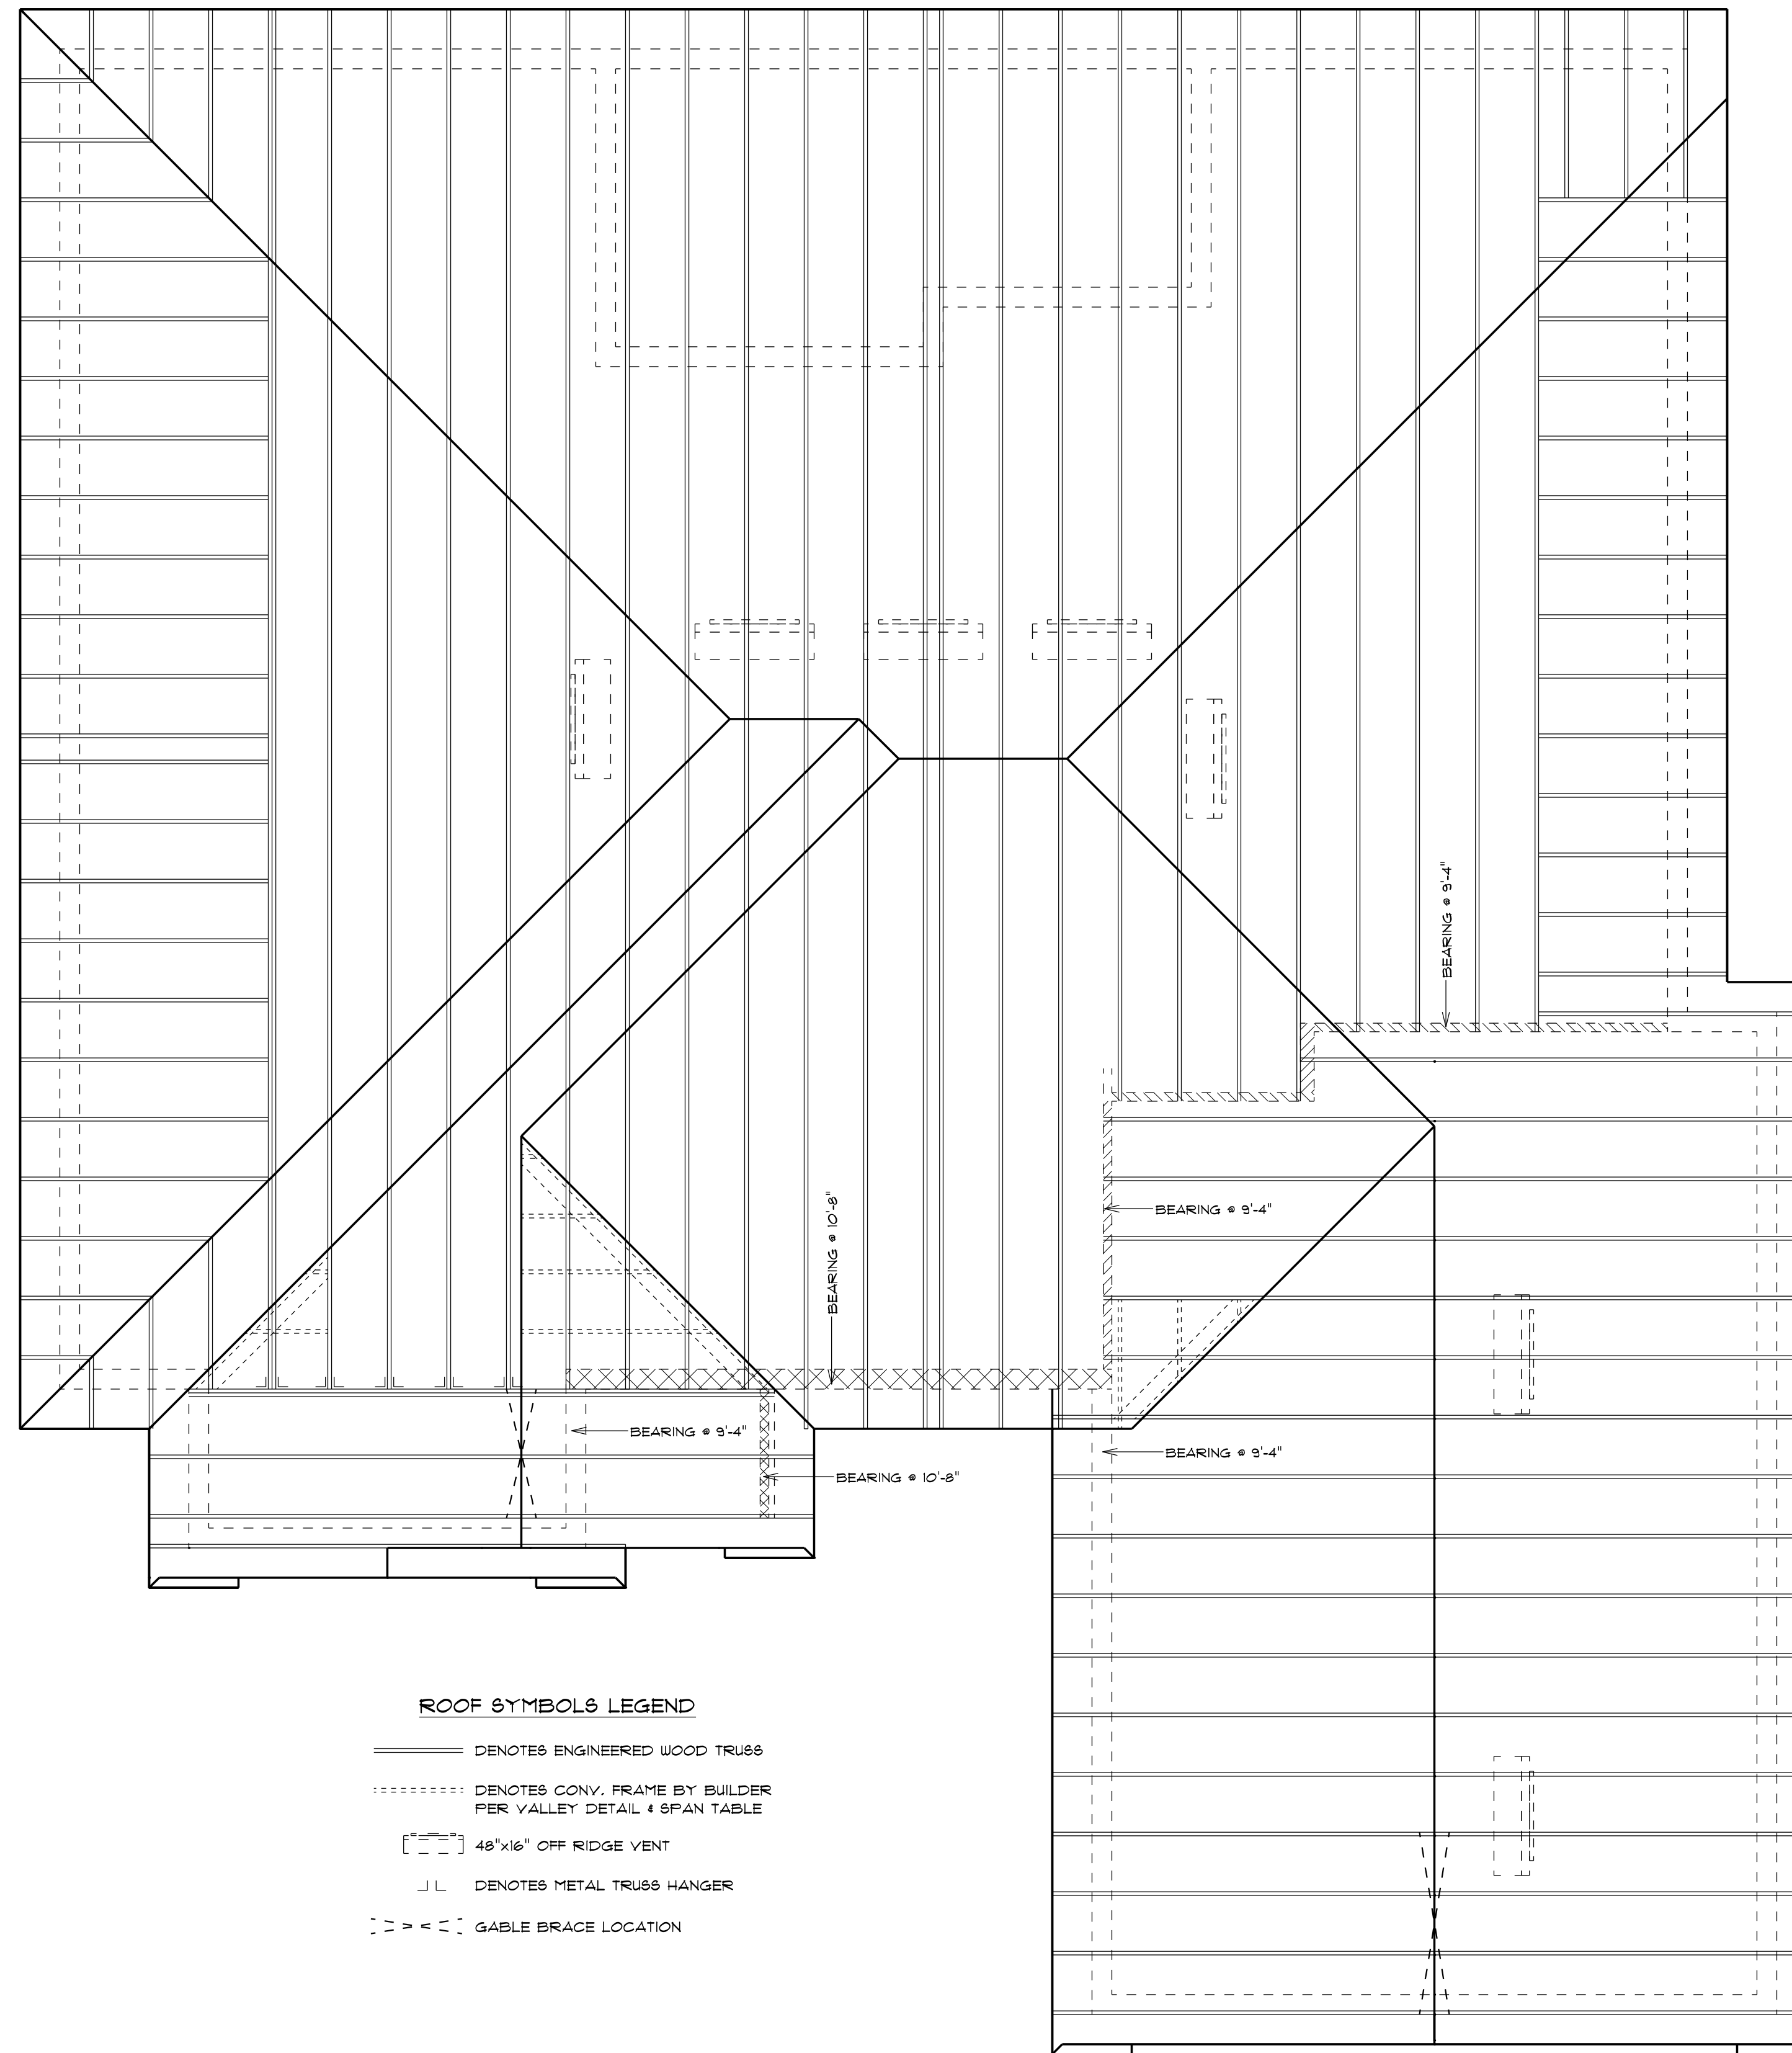 BEARING @ 9'-4"
BEARING @ 10'-8"
BEARING @ 9'-4"
BEARING @ 9'-4"
BEARING @ 9'-4"
BEARING @ 10'-8"
ROOF SYMBOLS LEGEND
DENOTES ENGINEERED WOOD TRUSS
DENOTES CONV. FRAME BY BUILDER
PER VALLEY DETAIL & SPAN TABLE
48"x16" OFF RIDGE VENT
DENOTES METAL TRUSS HANGER
GABLE BRACE LOCATION